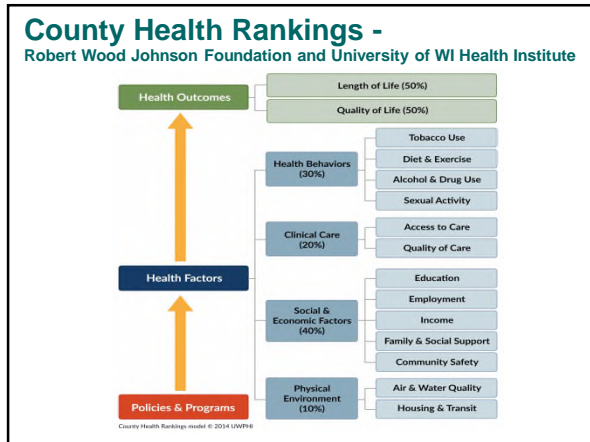 County Health Rankings -
Robert Wood Johnson Foundation and University of WI Health Institute
Health Outcomes
Length of Life (50%)
Quality of Life (50%)
Health Factors
Health Behaviors
(30%)
Tobacco Use
Diet & Exercise
Alcohol & Drug Use
Sexual Activity
Clinical Care
(20%)
Access to Care
Quality of Care
Social &
Economic Factors
(40%)
Education
Employment
Income
Family & Social Support
Community Safety
Physical
Environment
(10%)
Air & Water Quality
Housing & Transit
Policies & Programs
County Health Rankings model © 2014 UWPHI